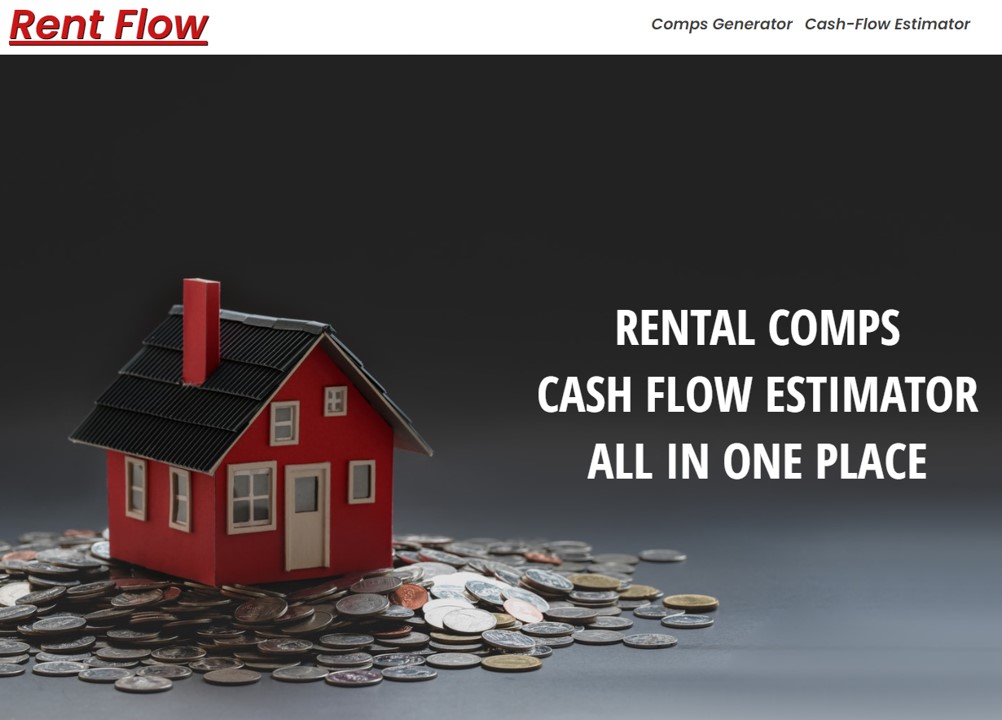 Rent Flow
Comps Generator Cash-Flow Estimator
RENTAL COMPS
CASH FLOW ESTIMATOR
ALL IN ONE PLACE